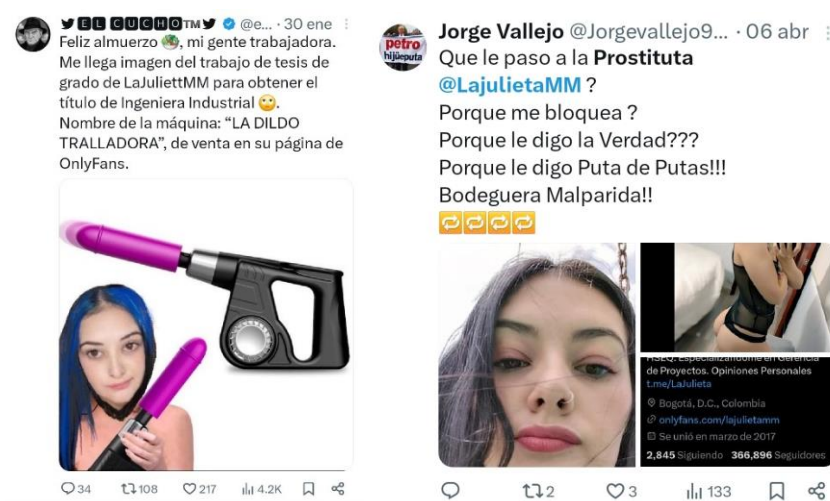 EL CUCHO™ @e... · 30 ene
Feliz almuerzo 🥗, mi gente trabajadora.
Me llega imagen del trabajo de tesis de
grado de LaJuliettMM para obtener el
título de Ingeniera Industrial 🙄.
Nombre de la máquina: “LA DILDO
TRALLADORA”, de venta en su página de
OnlyFans.
34 108 217 4.2K
petro
hijüeputa
Jorge Vallejo @Jorgevallejo9... · 06 abr
Que le paso a la Prostituta
@LajulietaMM ?
Porque me bloquea ?
Porque le digo la Verdad???
Porque le digo Puta de Putas!!!
Bodeguera Malparida!!
🔁🔁🔁🔁
HSEQ. Especializandome en Gerencia
de Proyectos. Opiniones Personales
t.me/LaJulieta
Bogotá, D.C., Colombia
onlyfans.com/lajulietamm
Se unió en marzo de 2017
2,845 Siguiendo 366,896 Seguidores
2 3 133